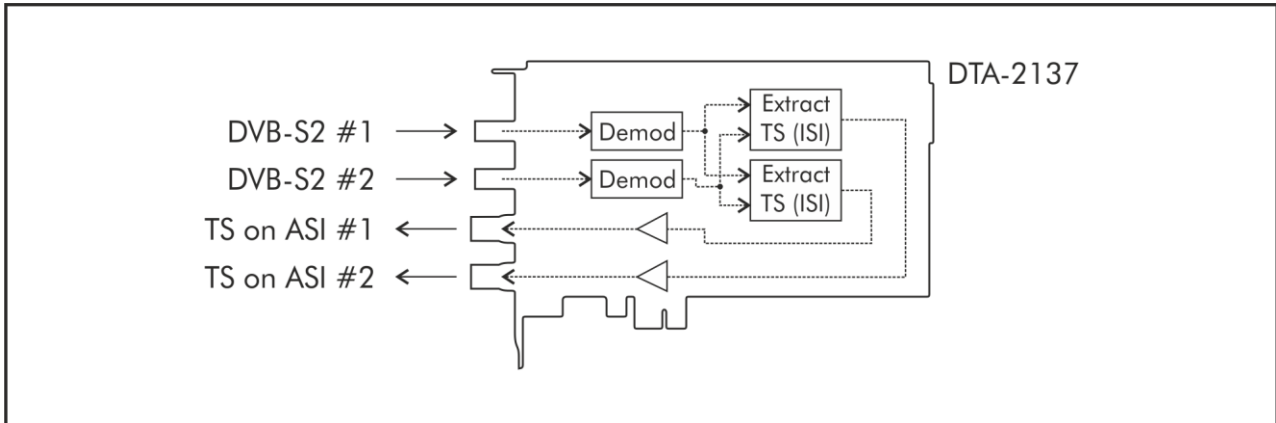 DTA-2137
DVB-S2 #1
Demod
Extract
TS (ISI)
DVB-S2 #2
Demod
Extract
TS (ISI)
TS on ASI #1
TS on ASI #2